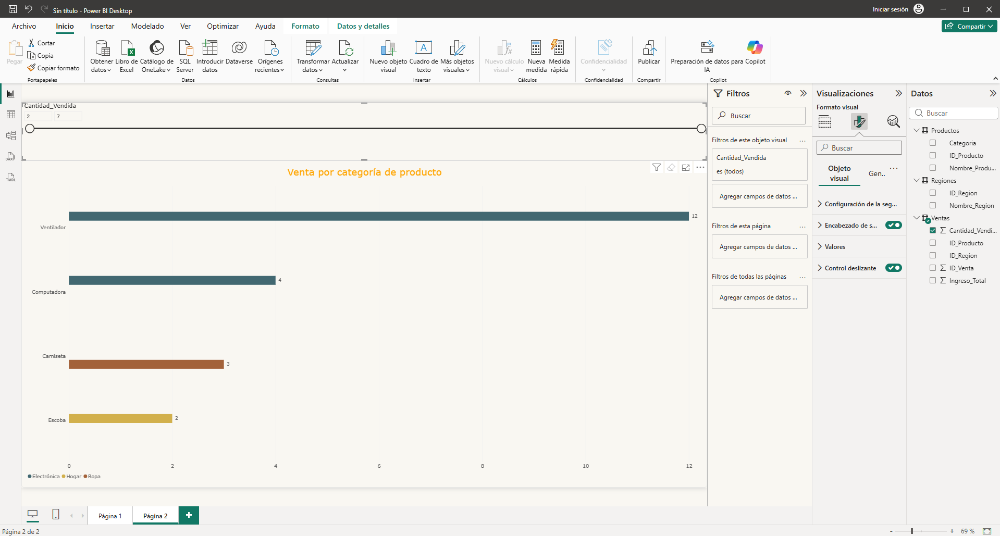 Sin título - Power BI Desktop
Iniciar sesión
Archivo
Inicio
Insertar
Modelado
Ver
Optimizar
Ayuda
Formato
Datos y detalles
Compartir
Pegar
Cortar
Copia
Copiar formato
Portapapeles
Obtener datos
Libro de Excel
Catálogo de OneLake
SQL Server
Introducir datos
Dataverse
Orígenes recientes
Datos
Transformar datos
Actualizar
Consultas
Nuevo objeto visual
Cuadro de texto
Más objetos visuales
Insertar
Nuevo cálculo visual
Nueva medida
Medida rápida
Cálculos
Confidencialidad
Confidencialidad
Publicar
Compartir
Preparación de datos para IA
Copilot
Copilot
DAX
TMDL
Cantidad_Vendida
2
7
Venta por categoría de producto
Ventilador
12
Computadora
4
Camiseta
3
Escoba
2
0
2
4
6
8
10
12
Electrónica
Hogar
Ropa
Filtros
Buscar
Filtros de este objeto visual ...
Cantidad_Vendida
es (todos)
Agregar campos de datos ...
Filtros de esta página ...
Agregar campos de datos ...
Filtros de todas las páginas ...
Agregar campos de datos ...
Visualizaciones
Formato visual
Buscar
Objeto visual
Gen..
...
Configuración de la seg...
Encabezado de s...
Valores
Control deslizante
Datos
Buscar
Productos
Categoria
ID_Producto
Nombre_Produ...
Regiones
ID_Region
Nombre_Region
Ventas
Cantidad_Vendi...
ID_Producto
ID_Region
ID_Venta
Ingreso_Total
Página 1
Página 2
+
Página 2 de 2
- + 69 %